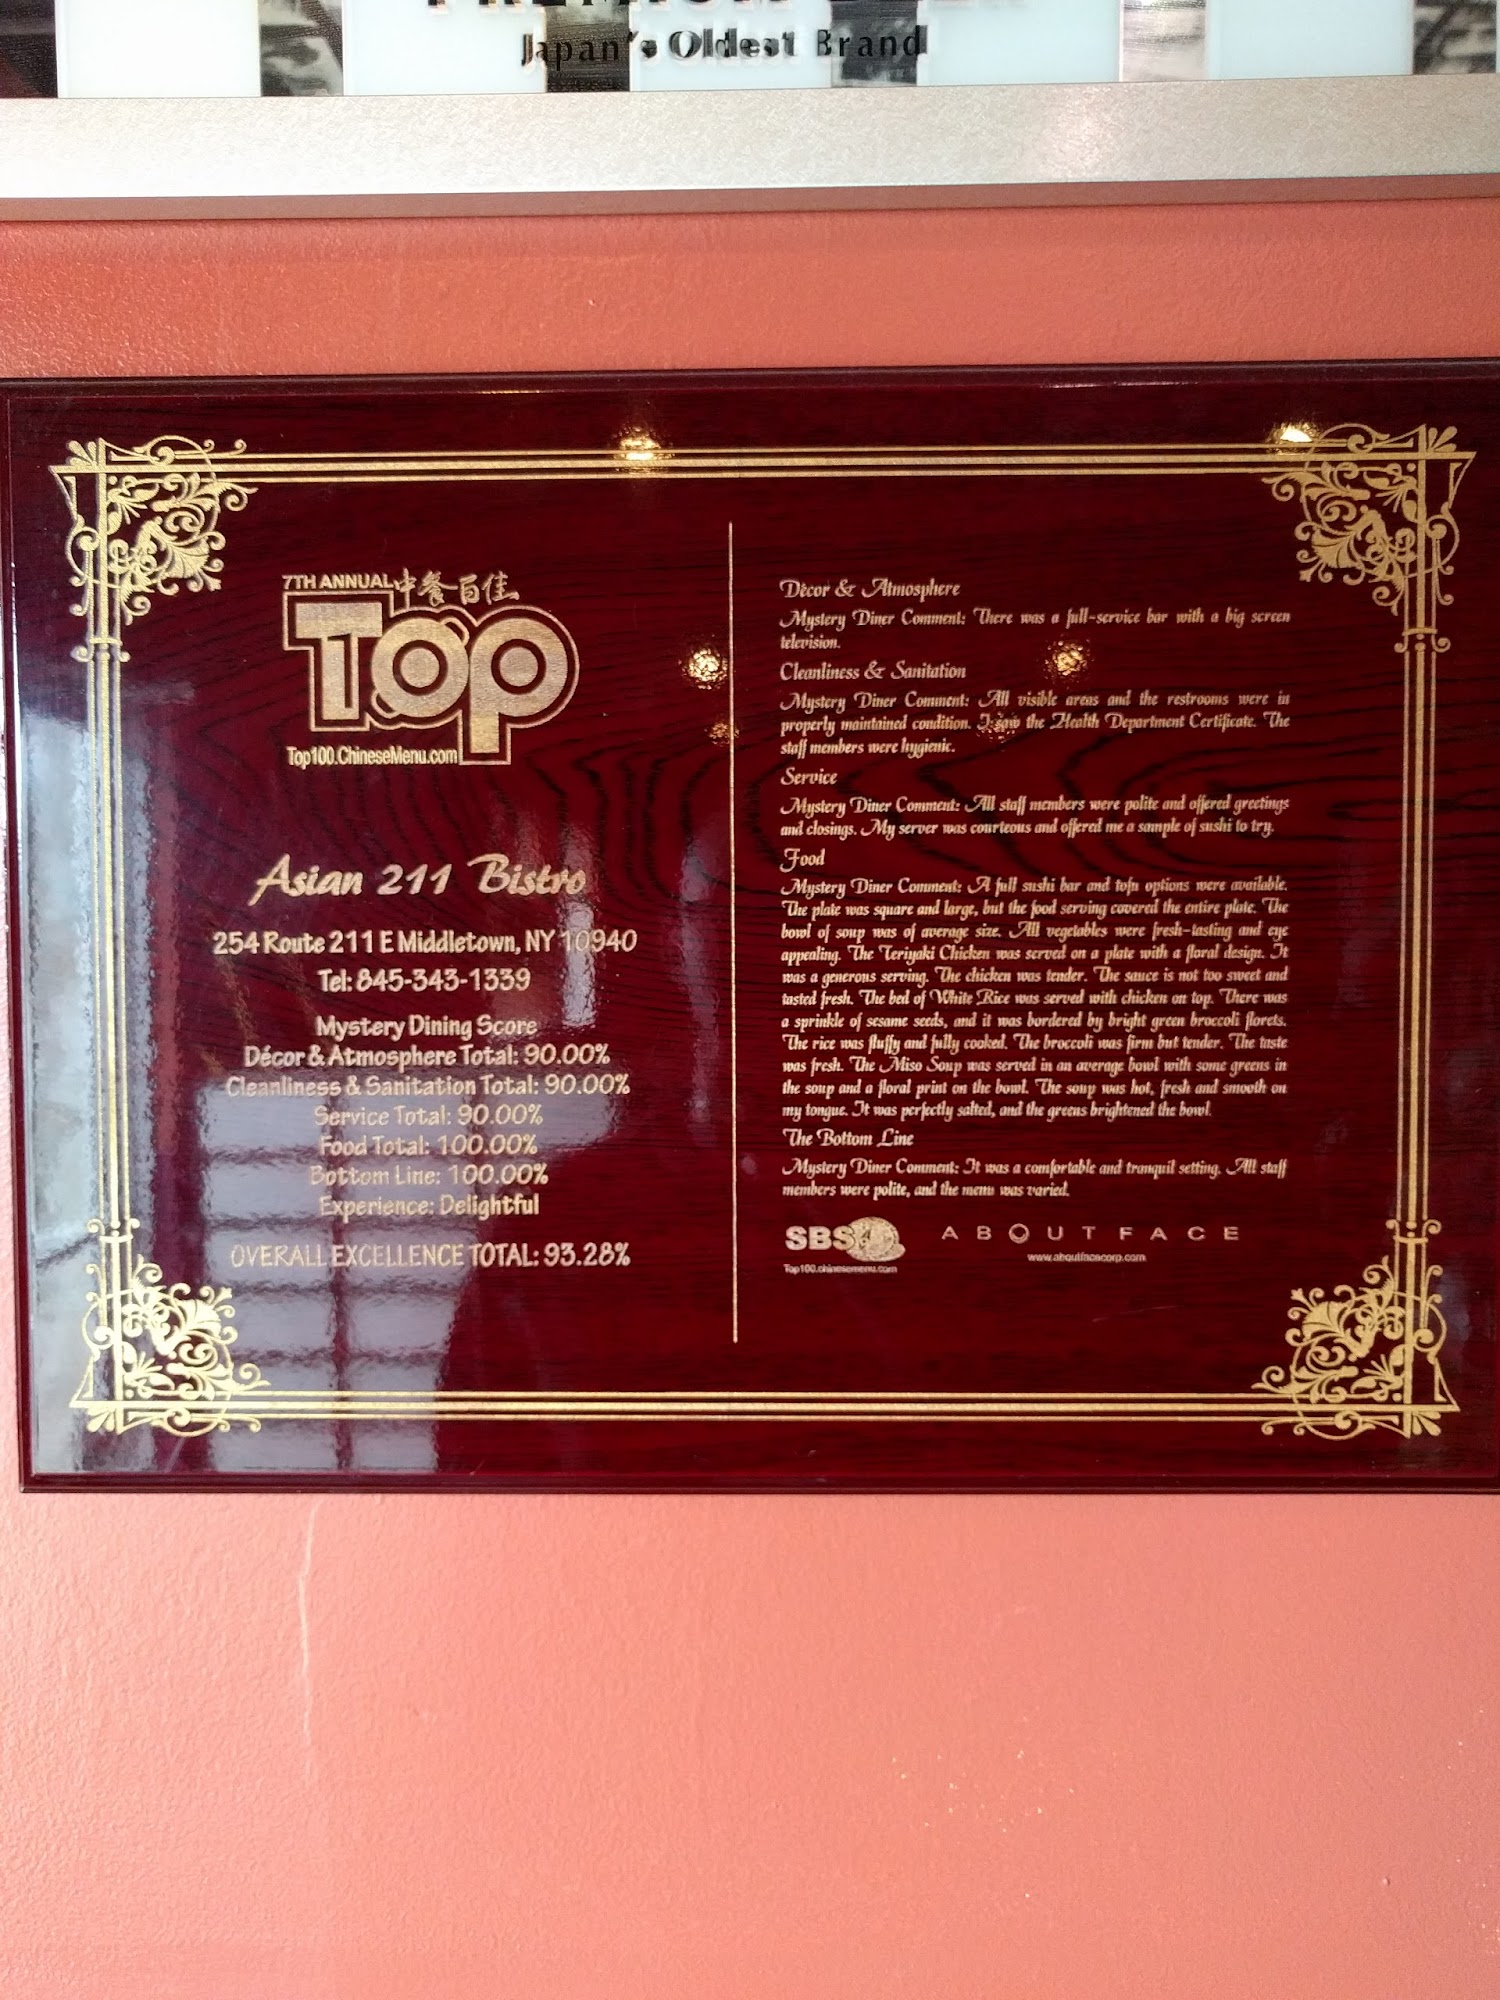 Japan's Oldest Brand
7TH ANNUAL 中餐百佳
Top
100
Top100.ChineseMenu.com
Asian 211 Bistro
254 Route 211 E Middletown, NY 10940
Tel: 845-343-1339
Mystery Dining Score
Décor & Atmosphere Total: 90.00%
Cleanliness & Sanitation Total: 90.00%
Service Total: 90.00%
Food Total: 100.00%
Bottom Line: 100.00%
Experience: Delightful
OVERALL EXCELLENCE TOTAL: 93.28%
Décor & Atmosphere
Mystery Diner Comment: There was a full-service bar with a big screen
television.
Cleanliness & Sanitation
Mystery Diner Comment: All visible areas and the restrooms were in
properly maintained condition. I saw the Health Department Certificate. The
staff members were hygienic.
Service
Mystery Diner Comment: All staff members were polite and offered greetings
and closings. My server was courteous and offered me a sample of sushi to try.
Food
Mystery Diner Comment: A full sushi bar and tofu options were available.
The plate was square and large, but the food serving covered the entire plate. The
bowl of soup was of average size. All vegetables were fresh-tasting and eye
appealing. The Teriyaki Chicken was served on a plate with a floral design. It
was a generous serving. The chicken was tender. The sauce is not too sweet and
tasted fresh. The bed of White Rice was served with chicken on top. There was
a sprinkle of sesame seeds, and it was bordered by bright green broccoli florets.
The rice was fluffy and fully cooked. The broccoli was firm but tender. The taste
was fresh. The Miso Soup was served in an average bowl with some greens in
the soup and a floral print on the bowl. The soup was hot, fresh and smooth on
my tongue. It was perfectly salted, and the greens brightened the bowl.
The Bottom Line
Mystery Diner Comment: It was a comfortable and tranquil setting. All staff
members were polite, and the menu was varied.
SBS
Top100.chinesemenu.com
ABOUT FACE
www.aboutfacecorp.com